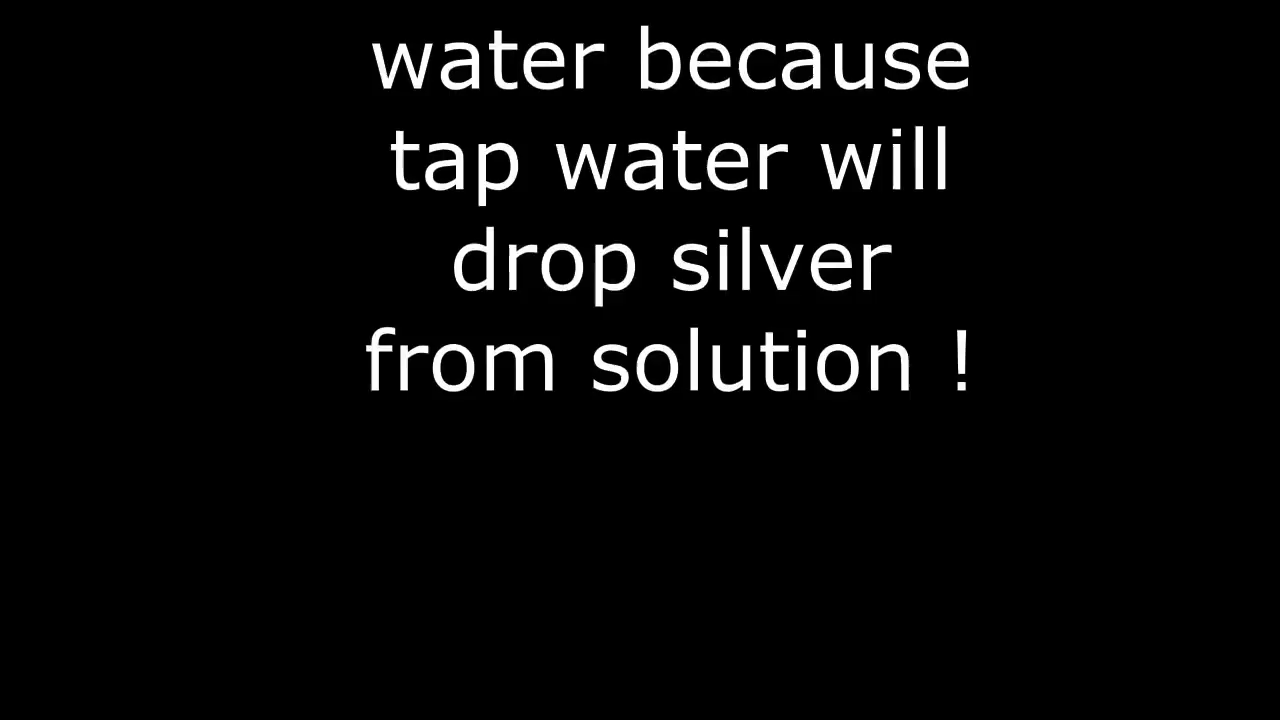 water because
tap water will
drop silver
from solution !